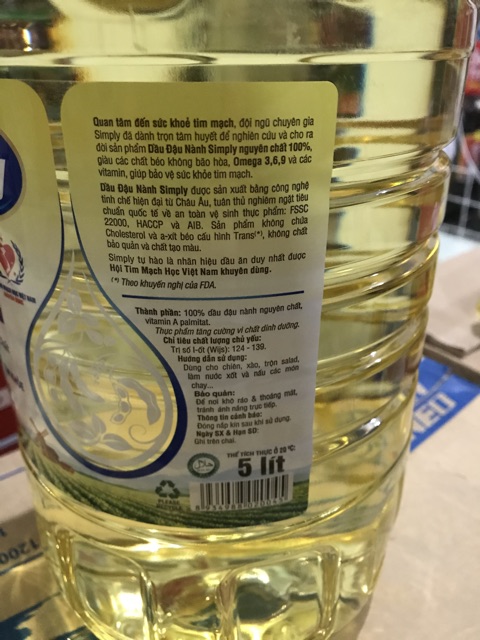 Quan tâm đến sức khoẻ tim mạch, đội ngũ chuyên gia
Simply đã dành trọn tâm huyết để nghiên cứu và cho ra
đời sản phẩm Dầu Đậu Nành Simply nguyên chất 100%,
giàu các chất béo không bão hòa, Omega 3,6,9 và các
vitamin, giúp bảo vệ sức khỏe tim mạch.
Dầu Đậu Nành Simply được sản xuất bằng công nghệ
tinh chế hiện đại từ Châu Âu, tuân thủ nghiêm ngặt tiêu
chuẩn quốc tế về an toàn vệ sinh thực phẩm: FSSC
22000, HACCP và AIB. Sản phẩm không chứa
Cholesterol và a-xít béo cấu hình Trans(*), không chất
bảo quản và chất tạo màu.
Simply tự hào là nhãn hiệu dầu ăn duy nhất được
Hội Tim Mạch Học Việt Nam khuyên dùng.
(*) Theo khuyến nghị của FDA.
Thành phần: 100% dầu đậu nành nguyên chất,
vitamin A palmitat.
Thực phẩm tăng cường vi chất dinh dưỡng.
Chỉ tiêu chất lượng chủ yếu:
Trị số I-ốt (Wijs): 124 - 139.
Hướng dẫn sử dụng:
Dùng cho chiên, xào, trộn salad,
làm nước xốt và nấu các món
chay...
Bảo quản:
Để nơi khô ráo & thoáng mát,
tránh ánh nắng trực tiếp.
Thông tin cảnh báo:
Đóng nắp kín sau khi sử dụng.
Ngày SX & Hạn SD:
Ghi trên chai.
THỂ TÍCH THỰC Ở 20 °C:
5 lít
PLEASE
1200